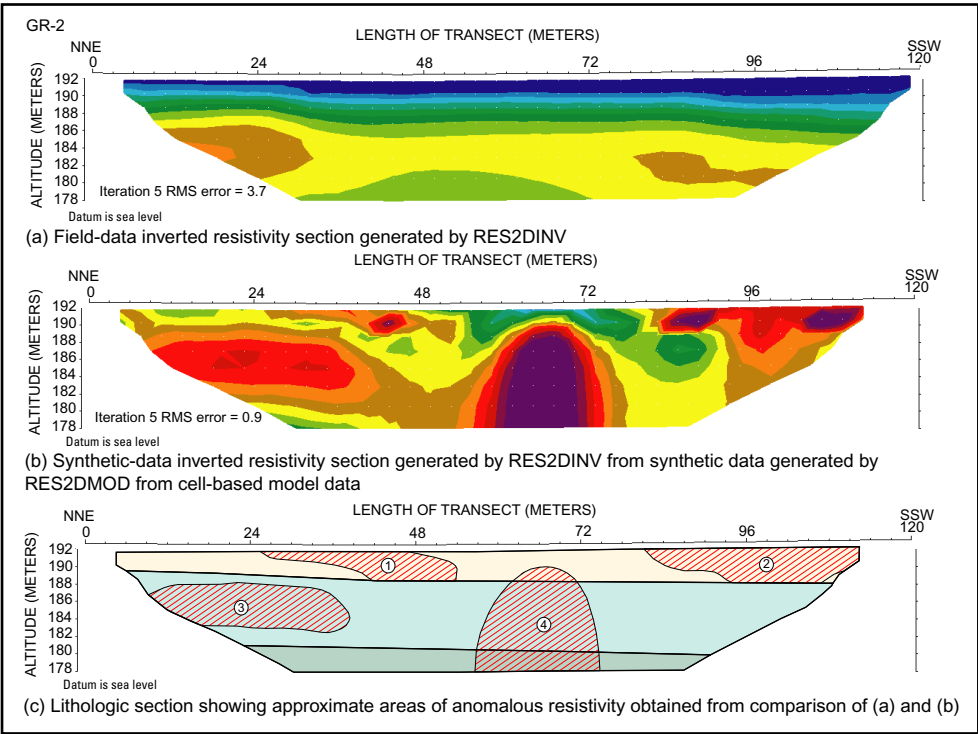 GR-2
LENGTH OF TRANSECT (METERS)
NNE SSW
0 24 48 72 96 120
ALTITUDE (METERS)
192
190
188
186
184
182
180
178
Iteration 5 RMS error = 3.7
Datum is sea level
(a) Field-data inverted resistivity section generated by RES2DINV
LENGTH OF TRANSECT (METERS)
NNE SSW
0 24 48 72 96 120
ALTITUDE (METERS)
192
190
188
186
184
182
180
178
Iteration 5 RMS error = 0.9
Datum is sea level
(b) Synthetic-data inverted resistivity section generated by RES2DINV from synthetic data generated by
RES2DMOD from cell-based model data
LENGTH OF TRANSECT (METERS)
NNE SSW
0 24 48 72 96 120
ALTITUDE (METERS)
192
190
188
186
184
182
180
178
1
2
3
4
Datum is sea level
(c) Lithologic section showing approximate areas of anomalous resistivity obtained from comparison of (a) and (b)